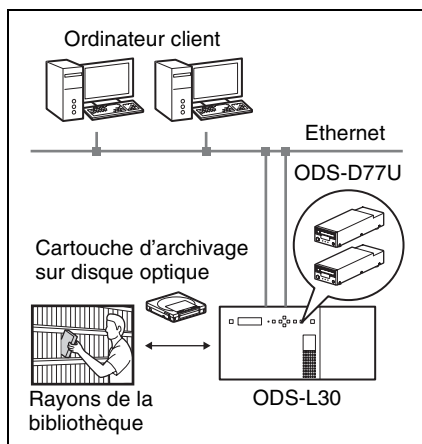 Ordinateur client
Ethernet
ODS-D77U
Cartouche d'archivage
sur disque optique
Rayons de la
bibliothèque
ODS-L30